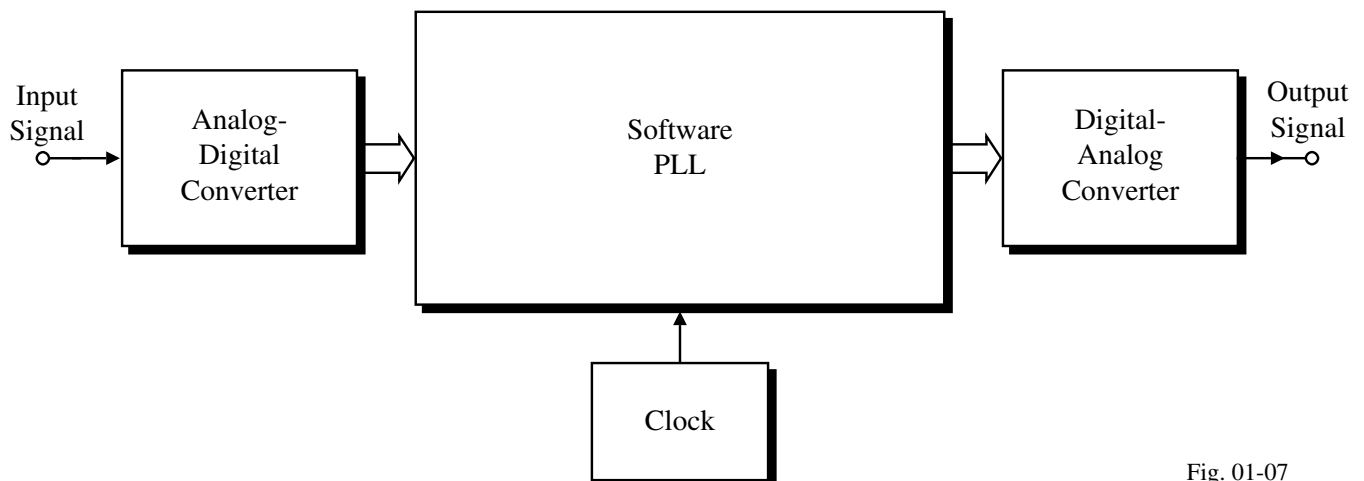 Input
Signal
Analog-
Digital
Converter
Software
PLL
Digital-
Analog
Converter
Output
Signal
Clock
Fig. 01-07